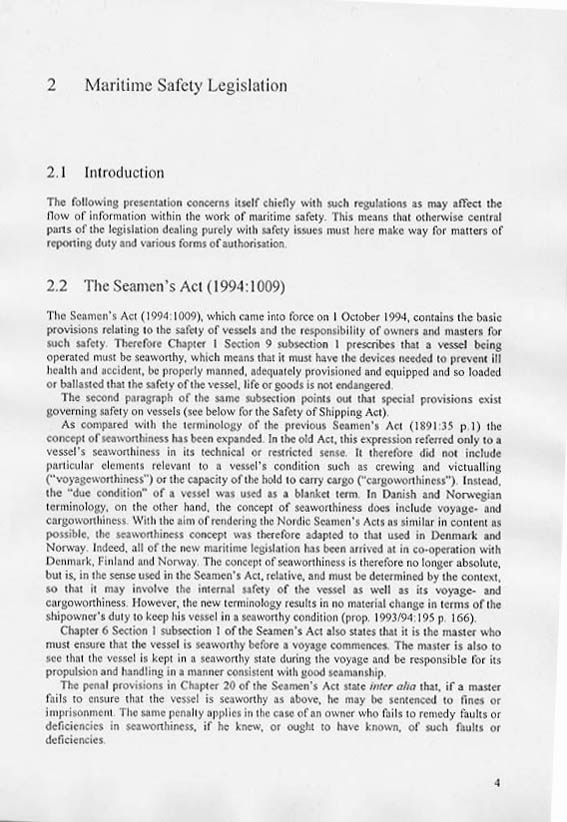 2 Maritime Safety Legislation
2.1 Introduction
The following presentation concerns itself chiefly with such regulations as may affect the
flow of information within the work of maritime safety. This means that otherwise central
parts of the legislation dealing purely with safety issues must here make way for matters of
reporting duty and various forms of authorisation.
2.2 The Seamen's Act (1994:1009)
The Seamen's Act (1994:1009), which came into force on 1 October 1994, contains the basic
provisions relating to the safety of vessels and the responsibility of owners and masters for
such safety. Therefore Chapter 1 Section 9 subsection 1 prescribes that a vessel being
operated must be seaworthy, which means that it must have the devices needed to prevent ill
health and accident, be properly manned, adequately provisioned and equipped and so loaded
or ballasted that the safety of the vessel, life or goods is not endangered.
The second paragraph of the same subsection points out that special provisions exist
governing safety on vessels (see below for the Safety of Shipping Act).
As compared with the terminology of the previous Seamen's Act (1891:35 p.1) the
concept of seaworthiness has been expanded. In the old Act, this expression referred only to a
vessel's seaworthiness in its technical or restricted sense. It therefore did not include
particular elements relevant to a vessel's condition such as crewing and victualling
("voyageworthiness") or the capacity of the hold to carry cargo ("cargoworthiness"). Instead,
the "due condition" of a vessel was used as a blanket term. In Danish and Norwegian
terminology, on the other hand, the concept of seaworthiness does include voyage- and
cargoworthiness. With the aim of rendering the Nordic Seamen's Acts as similar in content as
possible, the seaworthiness concept was therefore adapted to that used in Denmark and
Norway. Indeed, all of the new maritime legislation has been arrived at in co-operation with
Denmark, Finland and Norway. The concept of seaworthiness is therefore no longer absolute,
but is, in the sense used in the Seamen's Act, relative, and must be determined by the context,
so that it may involve the internal safety of the vessel as well as its voyage- and
cargoworthiness. However, the new terminology results in no material change in terms of the
shipowner's duty to keep his vessel in a seaworthy condition (prop. 1993/94:195 p. 166).
Chapter 6 Section 1 subsection 1 of the Seamen's Act also states that it is the master who
must ensure that the vessel is seaworthy before a voyage commences. The master is also to
see that the vessel is kept in a seaworthy state during the voyage and be responsible for its
propulsion and handling in a manner consistent with good seamanship.
The penal provisions in Chapter 20 of the Seamen's Act state inter alia that, if a master
fails to ensure that the vessel is seaworthy as above, he may be sentenced to fines or
imprisonment. The same penalty applies in the case of an owner who fails to remedy faults or
deficiencies in seaworthiness, if he knew, or ought to have known, of such faults or
deficiencies.
4